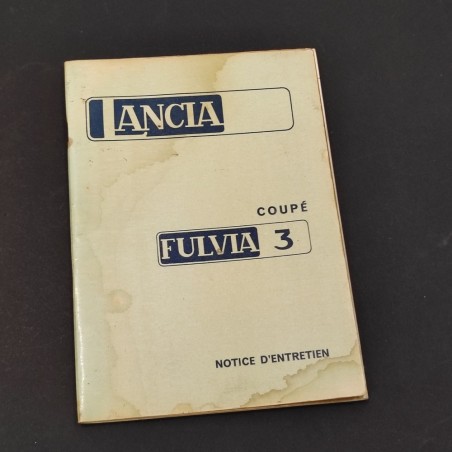 LANCIA
COUPÉ
FULVIA 3
NOTICE D'ENTRETIEN